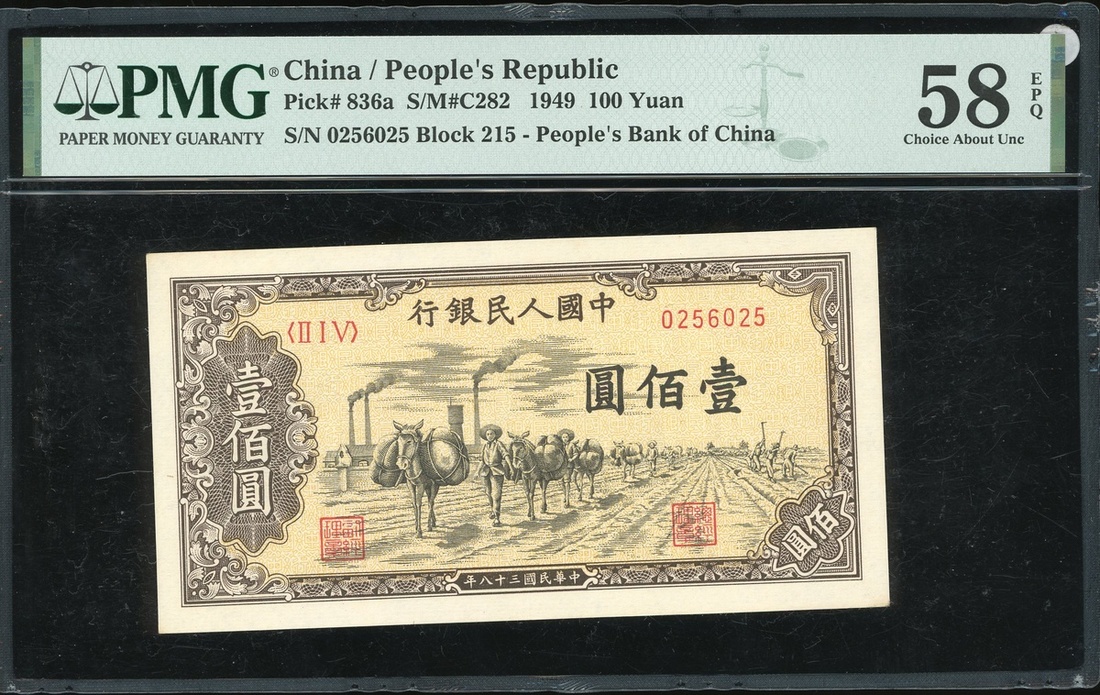 PMG®
PAPER MONEY GUARANTY
China / People's Republic
Pick# 836a S/M#C282 1949 100 Yuan
S/N 0256025 Block 215 - People's Bank of China
58 EPQ
Choice About Unc
行銀民人國中
〈II I V〉
0256025
圓佰壹
壹佰圓
佰圓
年八十三國民華中